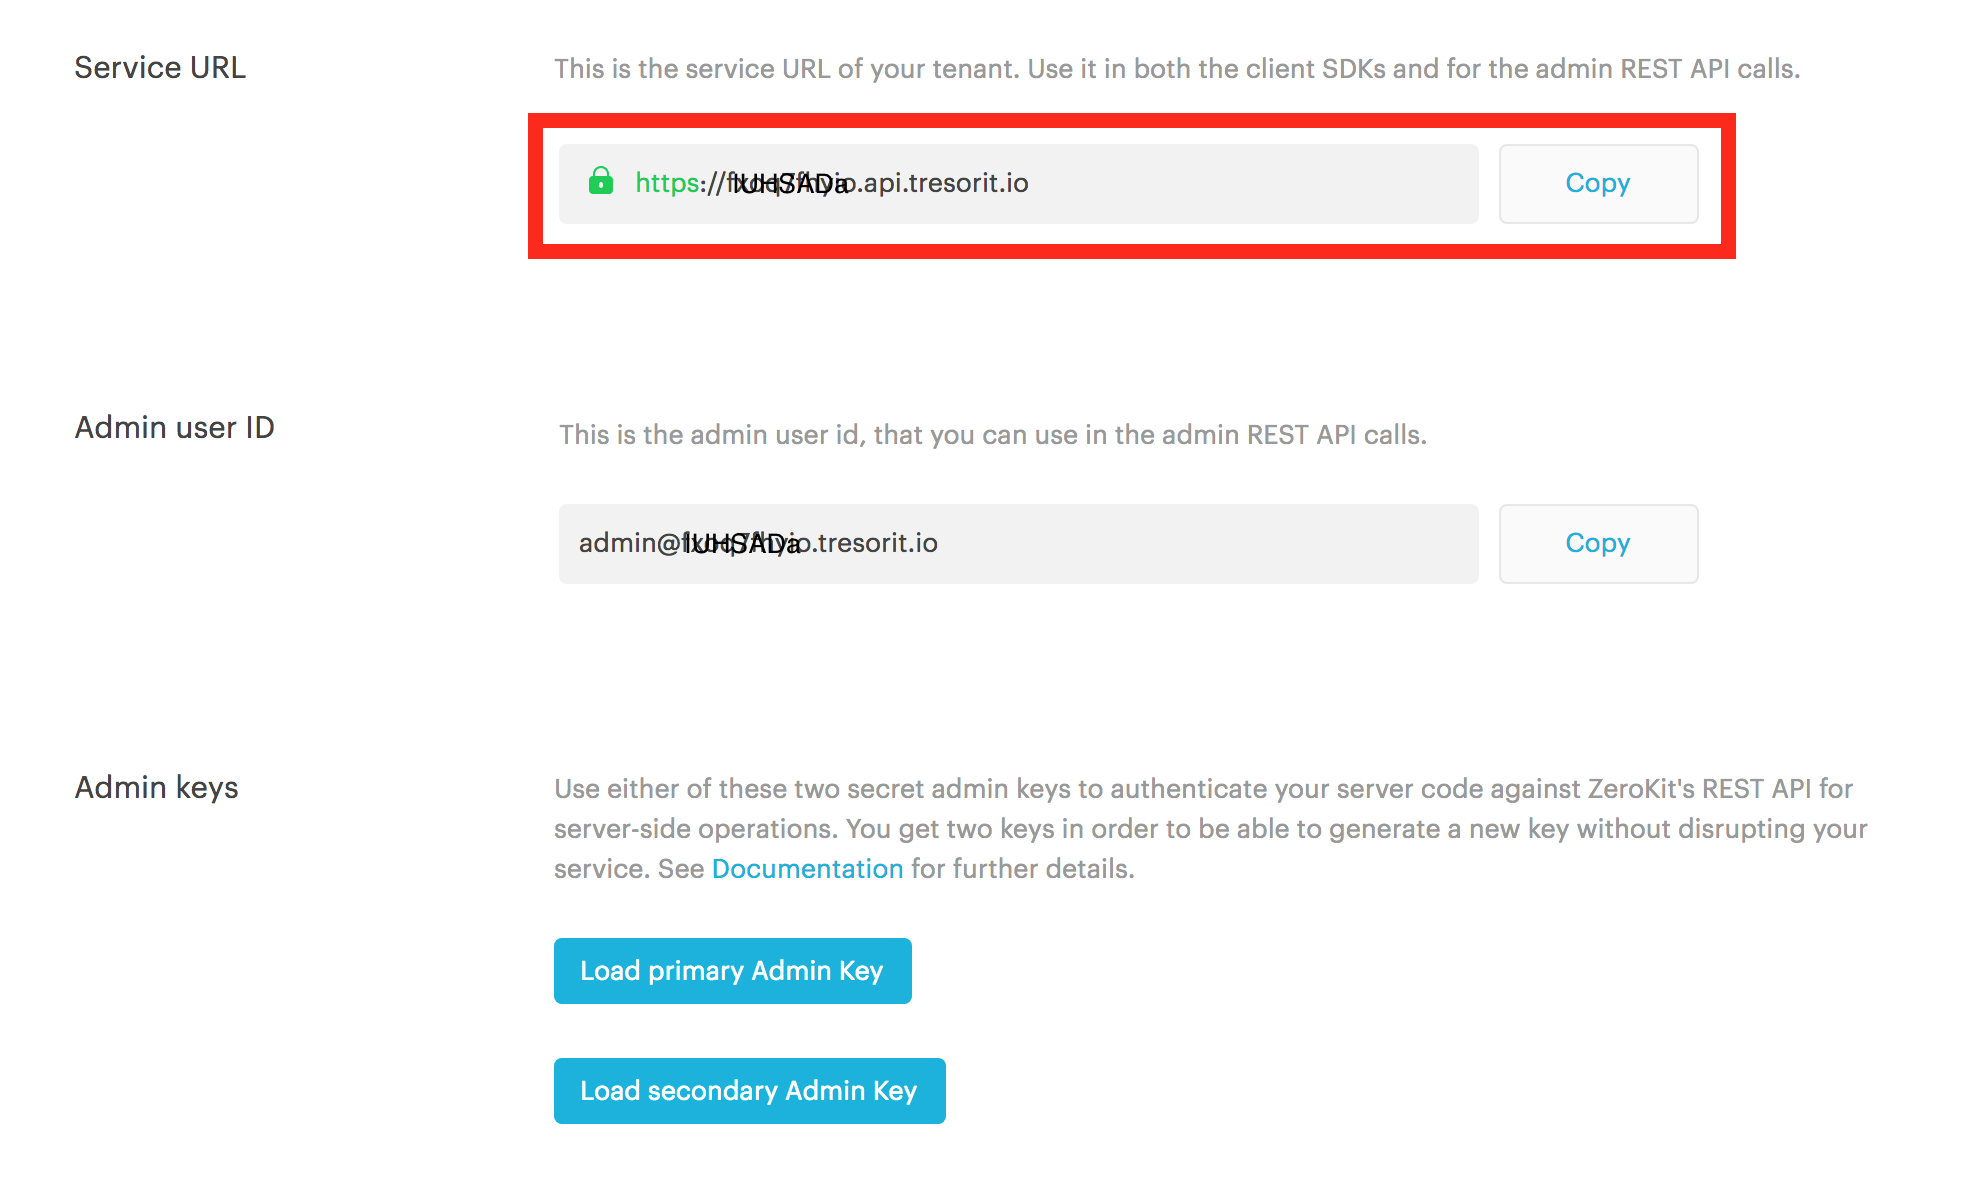 Service URL
This is the service URL of your tenant. Use it in both the client SDKs and for the admin REST API calls.
https://.api.tresorit.io
Copy
Admin user ID
This is the admin user id, that you can use in the admin REST API calls.
admin@.tresorit.io
Copy
Admin keys
Use either of these two secret admin keys to authenticate your server code against ZeroKit's REST API for
server-side operations. You get two keys in order to be able to generate a new key without disrupting your
service. See Documentation for further details.
Load primary Admin Key
Load secondary Admin Key